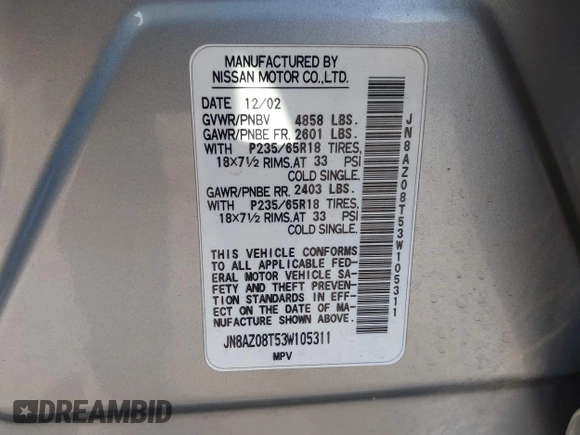 MANUFACTURED BY
NISSAN MOTOR CO.,LTD.
DATE 12/02
GVWR/PNBV 4858 LBS.
GAWR/PNBE FR. 2601 LBS.
WITH P235/65R18 TIRES,
18×7½ RIMS.AT 33 PSI
COLD SINGLE.
GAWR/PNBE RR. 2403 LBS.
WITH P235/65R18 TIRES,
18×7½ RIMS.AT 33 PSI
COLD SINGLE.
THIS VEHICLE CONFORMS
TO ALL APPLICABLE FED-
ERAL MOTOR VEHICLE SA-
FETY AND THEFT PREVEN-
TION STANDARDS IN EFF-
ECT ON THE DATE OF MA-
NUFACTURE SHOWN ABOVE.
JN8AZ08T53W105311
MPV
JN8AZ08T53W105311
DREAMBID